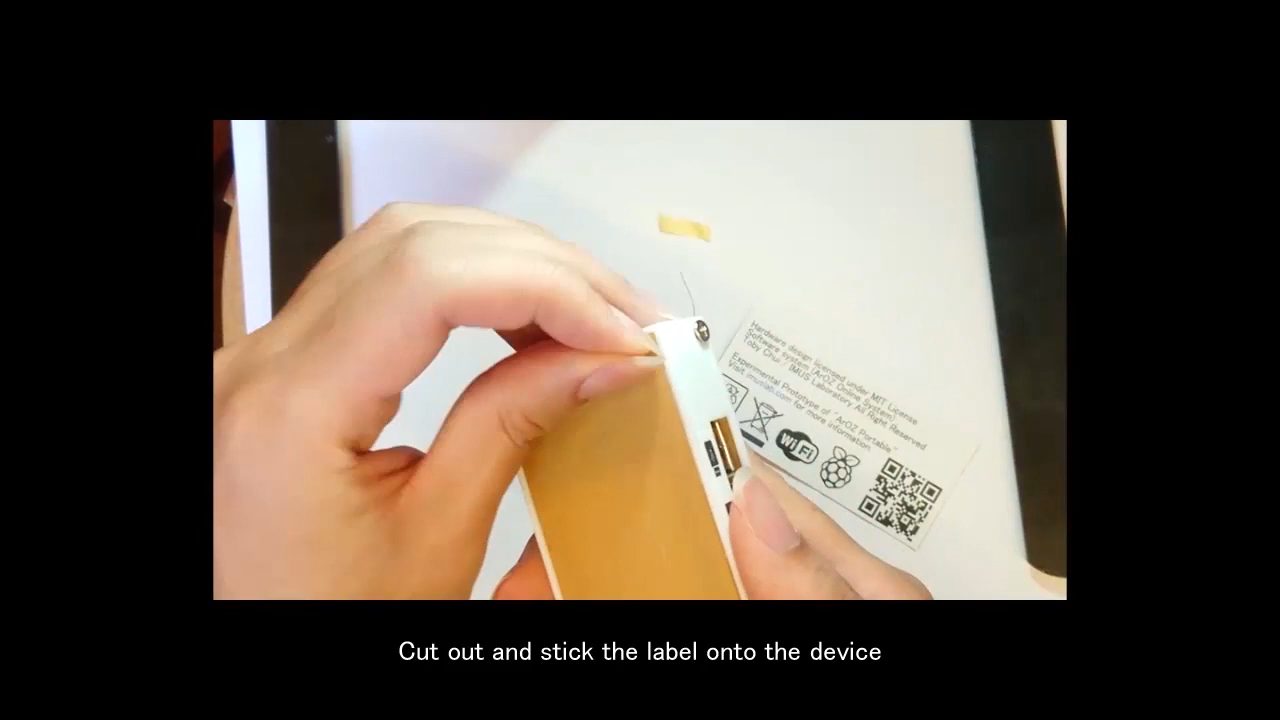 Hardware design licensed under MIT License
Software system (ArOZ Online System)
Toby Chui - IMUS Laboratory All Right Reserved
Experimental Prototype of "ArOZ Portable"
Visit imuslab.com for more information.
Wi Fi
Cut out and stick the label onto the device